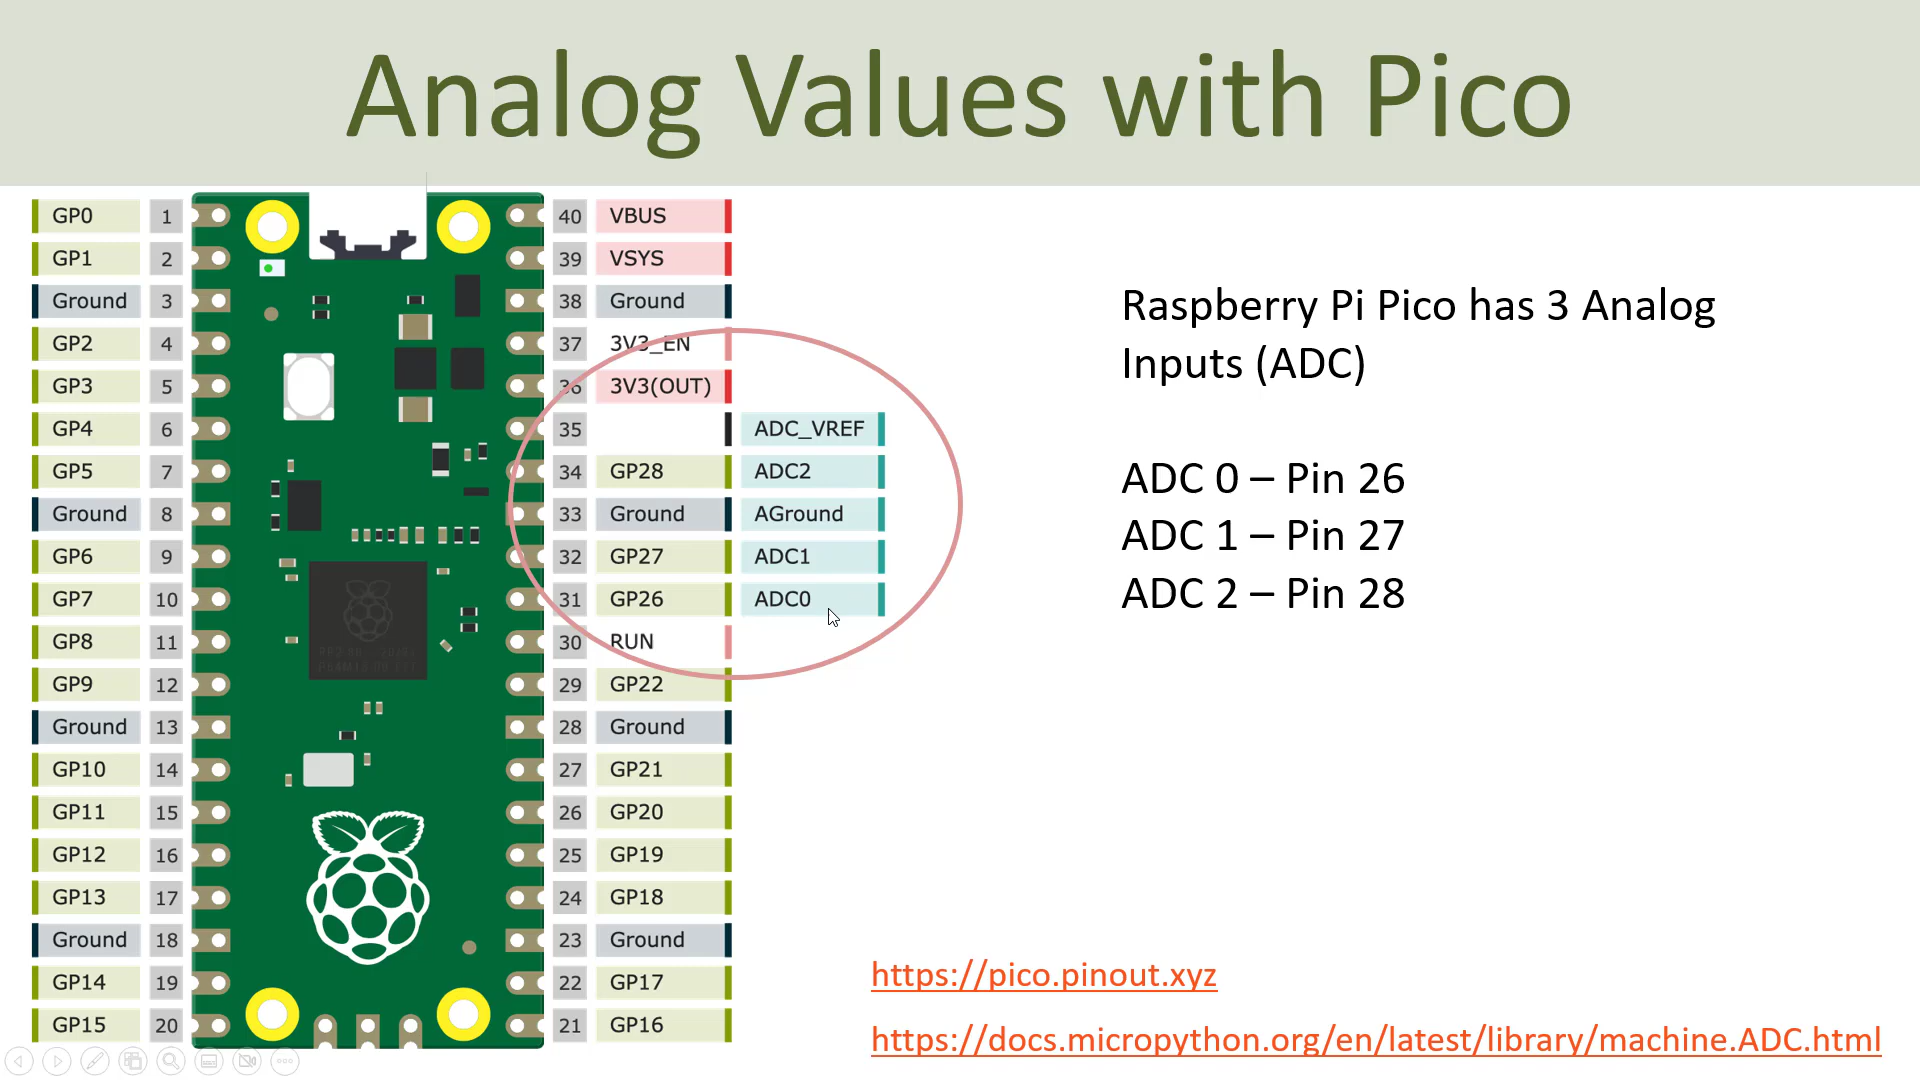 Analog Values with Pico
GP0 1 40 VBUS
GP1 2 39 VSYS
Ground 3 38 Ground
GP2 4 37 3V3_EN
GP3 5 36 3V3(OUT)
GP4 6 35 ADC_VREF
GP5 7 34 GP28 ADC2
Ground 8 33 Ground AGround
GP6 9 32 GP27 ADC1
GP7 10 31 GP26 ADC0
GP8 11 30 RUN
GP9 12 29 GP22
Ground 13 28 Ground
GP10 14 27 GP21
GP11 15 26 GP20
GP12 16 25 GP19
GP13 17 24 GP18
Ground 18 23 Ground
GP14 19 22 GP17
GP15 20 21 GP16
Raspberry Pi Pico has 3 Analog
Inputs (ADC)
ADC 0 – Pin 26
ADC 1 – Pin 27
ADC 2 – Pin 28
https://pico.pinout.xyz
https://docs.micropython.org/en/latest/library/machine.ADC.html